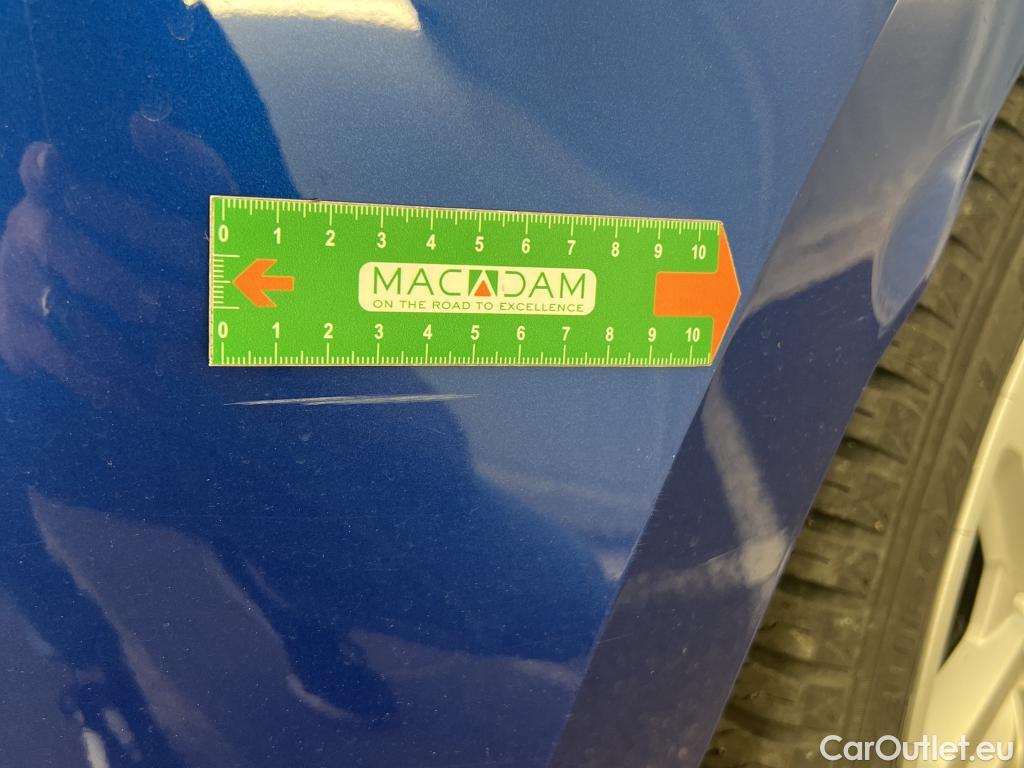 0 1 2 3 4 5 6 7 8 9 10
MACADAM
ON THE ROAD TO EXCELLENCE
0 1 2 3 4 5 6 7 8 9 10
CarOutlet.eu